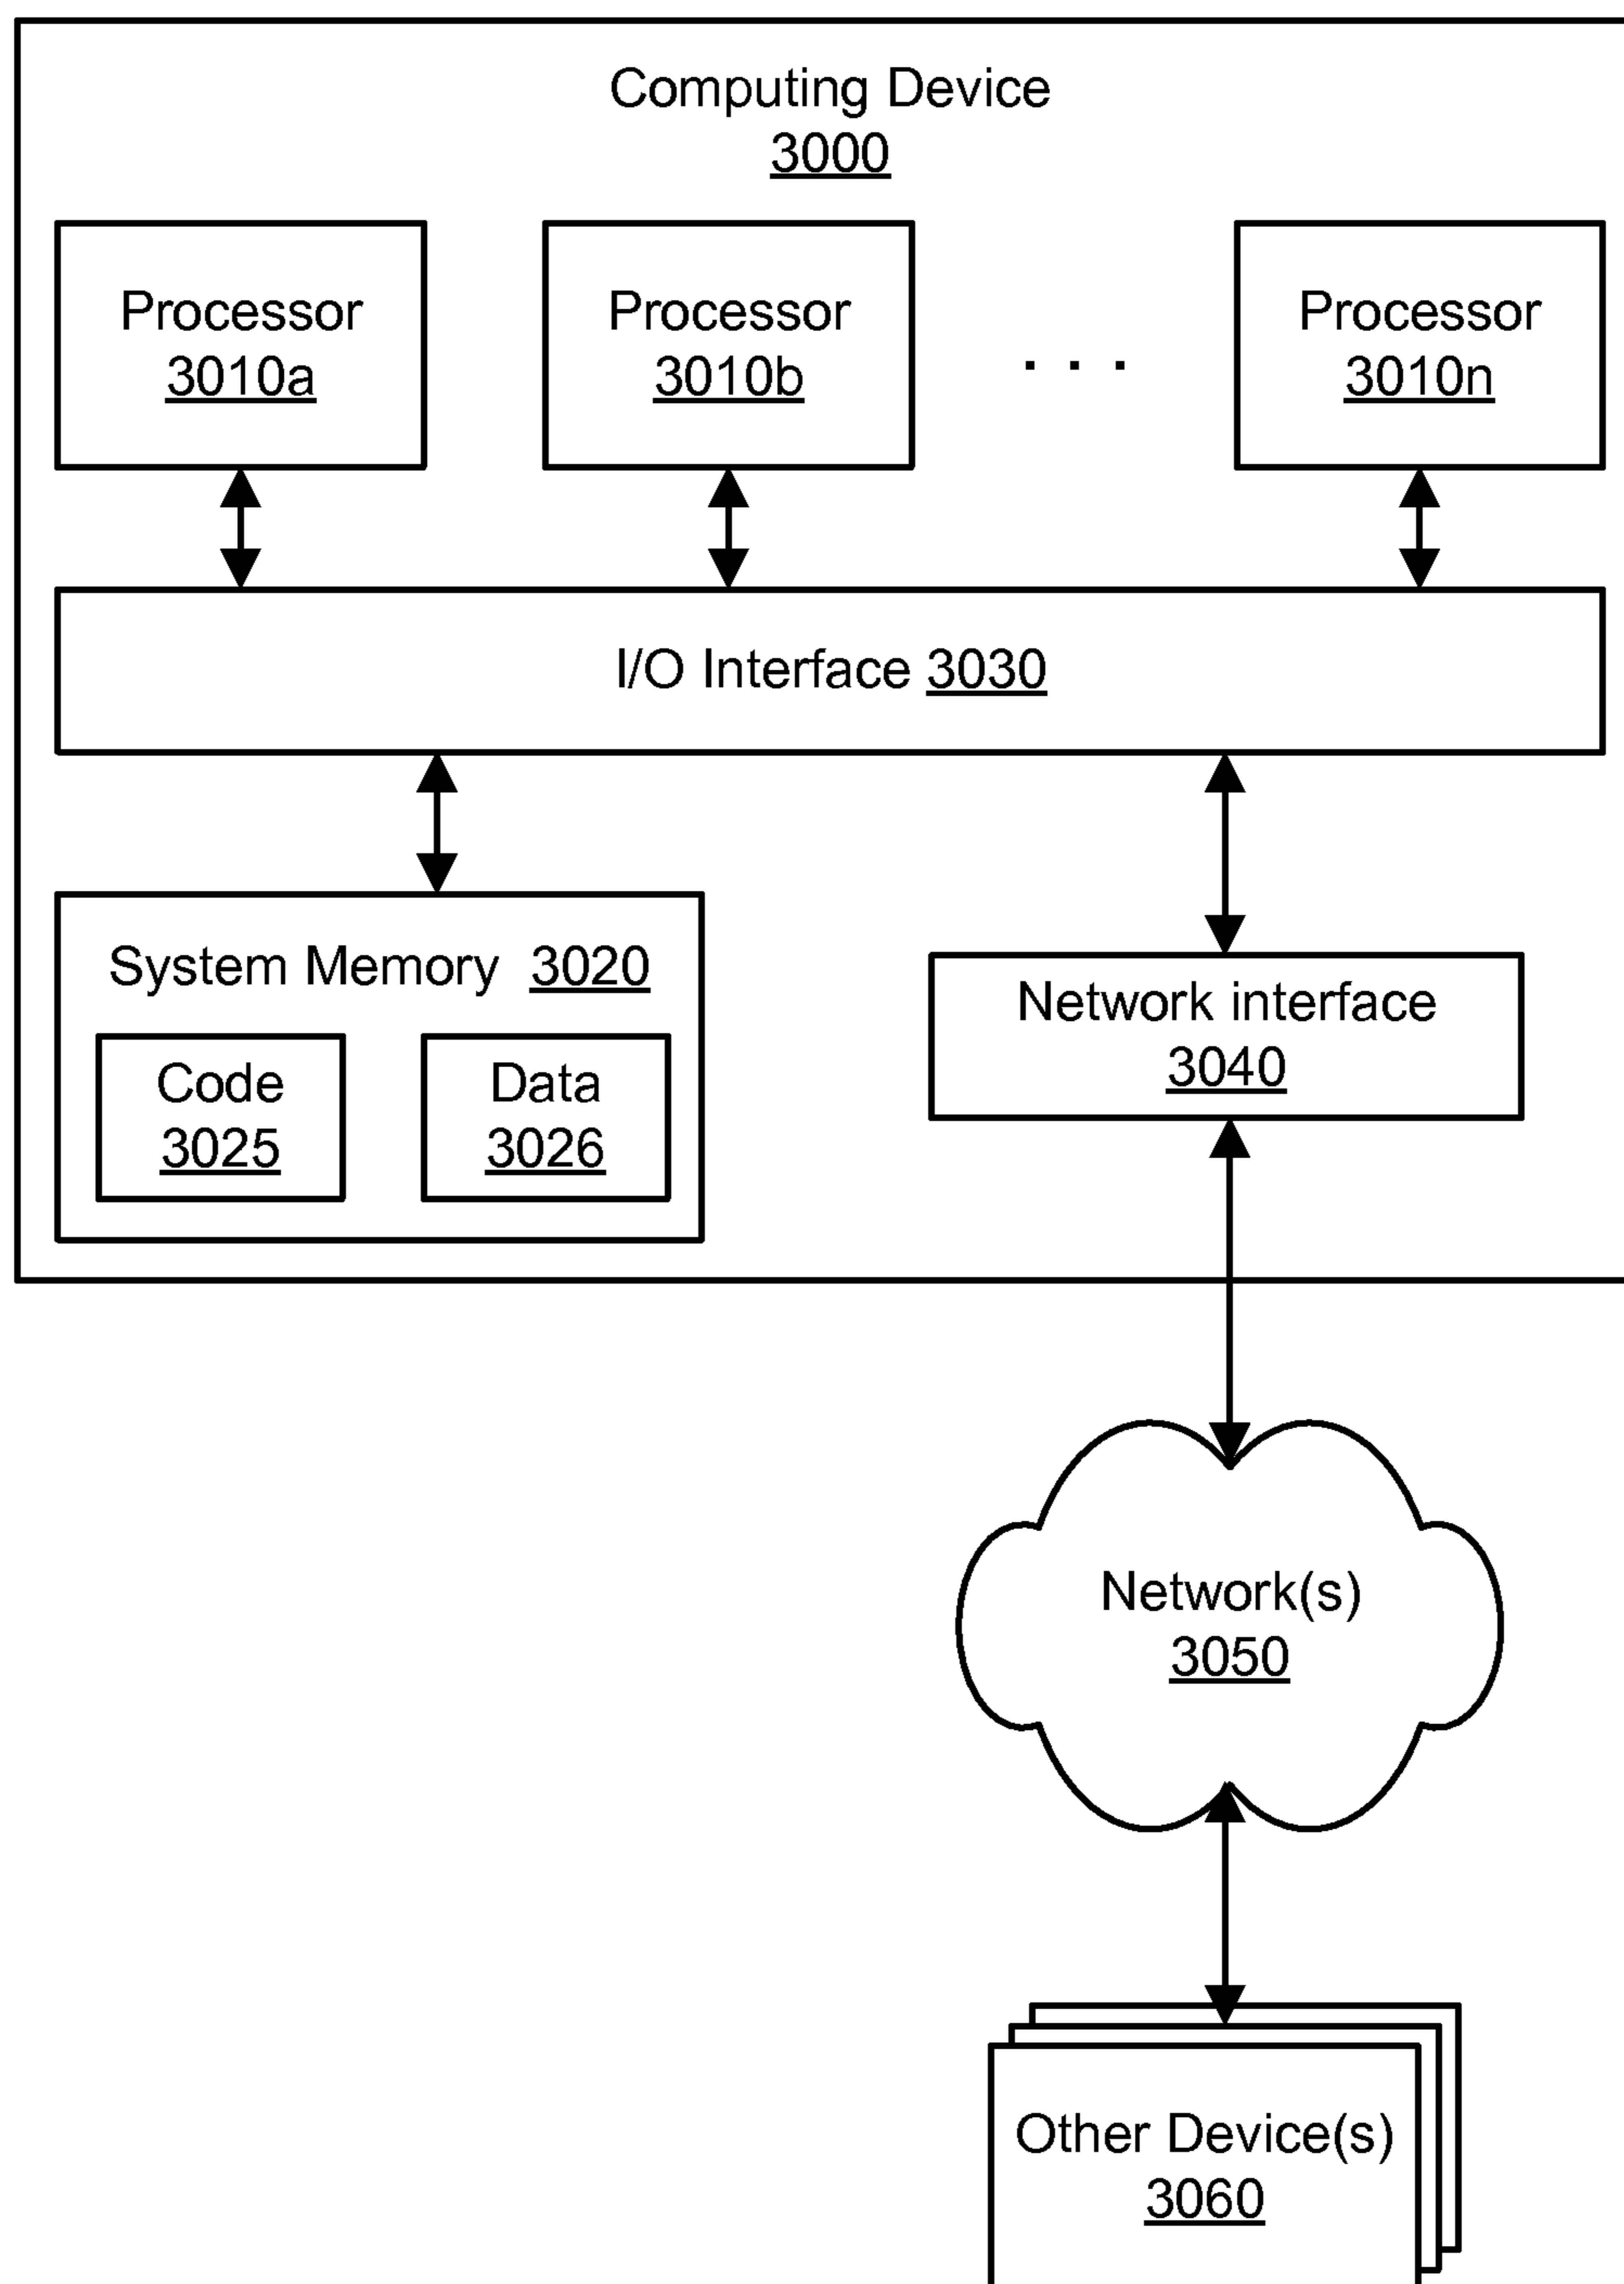 Computing Device
3000
Processor
3010a
Processor
3010b
. . .
Processor
3010n
I/O Interface 3030
System Memory 3020
Code
3025
Data
3026
Network interface
3040
Network(s)
3050
Other Device(s)
3060